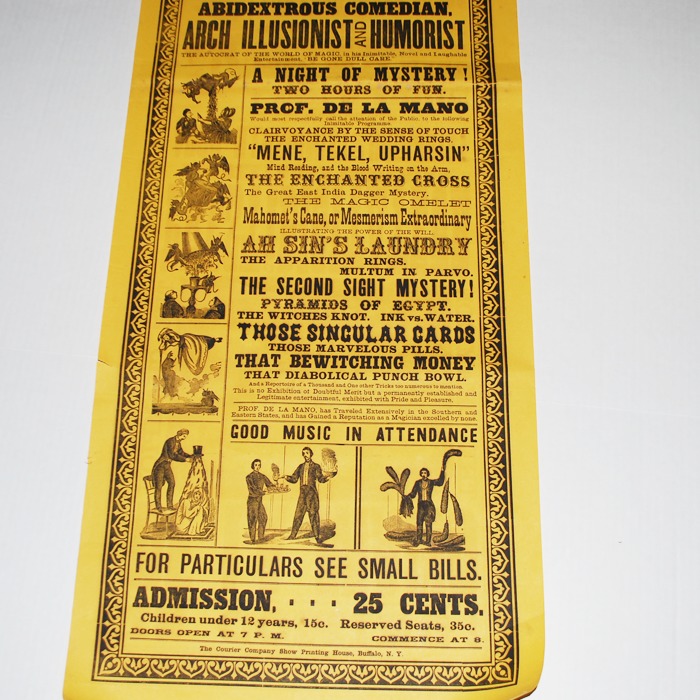 ABIDEXTROUS COMEDIAN,
ARCH ILLUSIONIST AND HUMORIST
THE AUTOCRAT OF THE WORLD OF MAGIC, in his Inimitable, Novel and Laughable
Entertainment, "BE GONE DULL CARE."
A NIGHT OF MYSTERY!
TWO HOURS OF FUN.
PROF. DE LA MANO
Would most respectfully call the attention of the Public, to the following
Inimitable Programme.
CLAIRVOYANCE BY THE SENSE OF TOUCH
THE ENCHANTED WEDDING RINGS.
"MENE, TEKEL, UPHARSIN"
Mind Reading, and the Blood Writing on the Arm.
THE ENCHANTED CROSS
The Great East India Dagger Mystery.
THE MAGIC OMELET
Mahomet's Cane, or Mesmerism Extraordinary
ILLUSTRATING THE POWER OF THE WILL.
AH SIN'S LAUNDRY
THE APPARITION RINGS.
MULTUM IN PARVO.
THE SECOND SIGHT MYSTERY!
PYRAMIDS OF EGYPT.
THE WITCHES KNOT. INK vs. WATER.
THOSE SINGULAR CARDS
THOSE MARVELOUS PILLS.
THAT BEWITCHING MONEY
THAT DIABOLICAL PUNCH BOWL.
And a Repertoire of a Thousand and One other Tricks too numerous to mention.
This is no Exhibition of Doubtful Merit but a permanently established and
Legitimate entertainment, exhibited with Pride and Pleasure.
PROF. DE LA MANO, has Traveled Extensively in the Southern and
Eastern States, and has Gained a Reputation as a Magician excelled by none.
GOOD MUSIC IN ATTENDANCE
FOR PARTICULARS SEE SMALL BILLS.
ADMISSION, . . . 25 CENTS.
Children under 12 years, 15c. Reserved Seats, 35c.
DOORS OPEN AT 7 P. M. COMMENCE AT 8.
The Courier Company Show Printing House, Buffalo, N. Y.